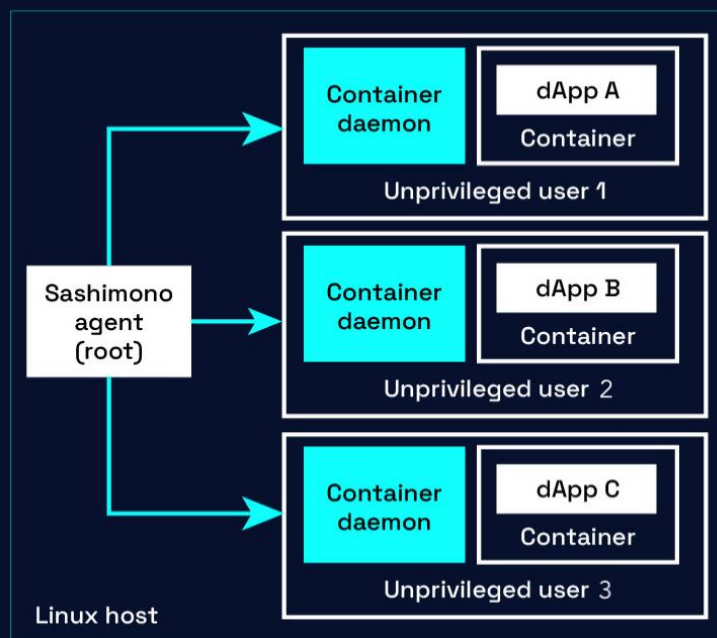 Container
daemon
dApp A
Container
Unprivileged user 1
Sashimono
agent
(root)
Container
daemon
dApp B
Container
Unprivileged user 2
Container
daemon
dApp C
Container
Unprivileged user 3
Linux host